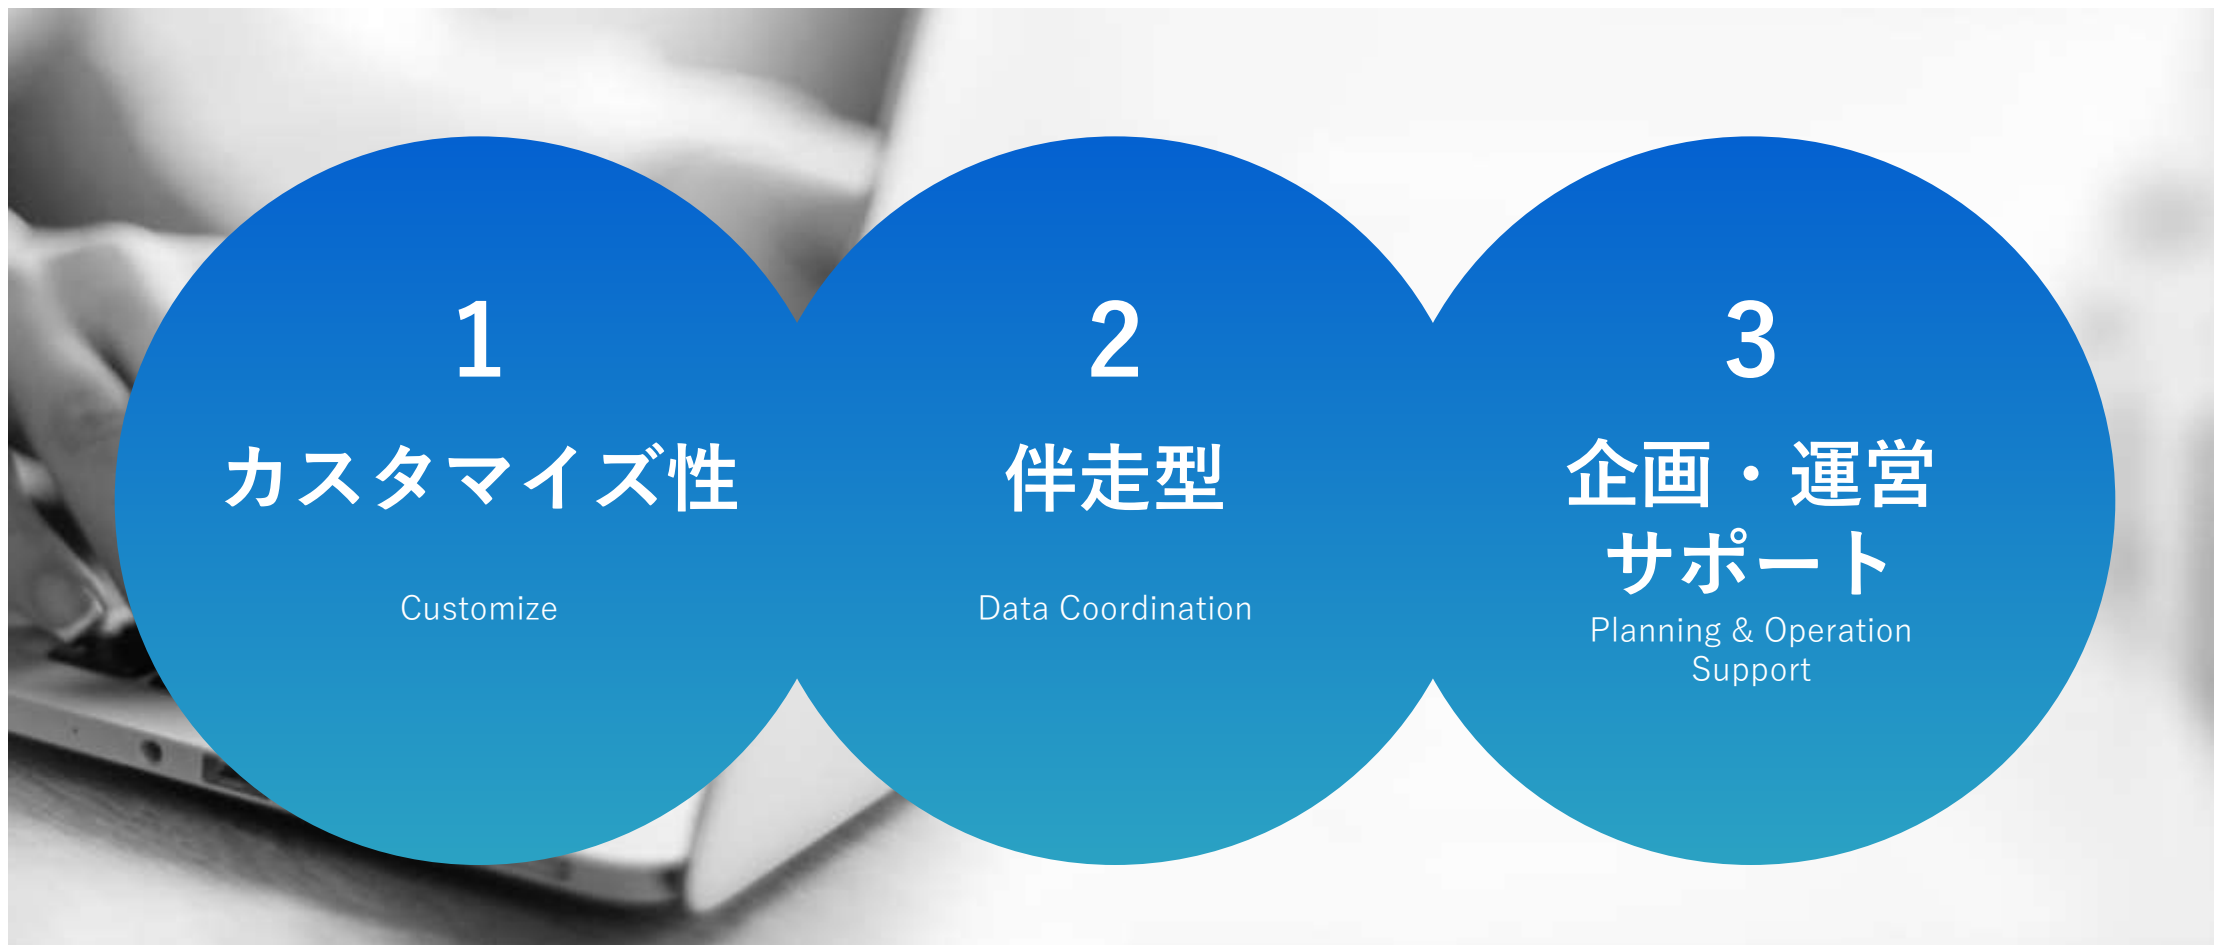 1
カスタマイズ性
Customize
2
伴走型
Data Coordination
3
企画・運営
サポート
Planning & Operation
Support